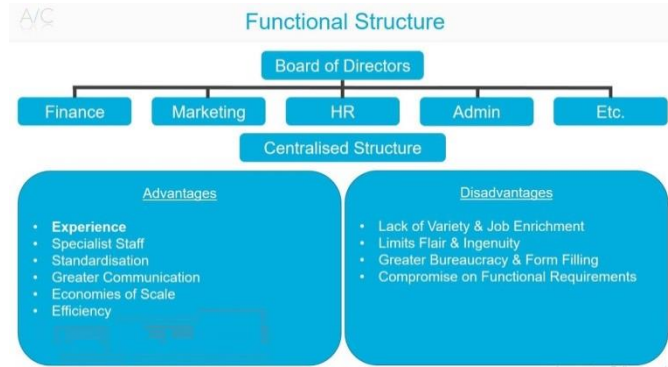 A/C
Functional Structure
Board of Directors
Finance
Marketing
HR
Admin
Etc.
Centralised Structure
Advantages
• Experience
• Specialist Staff
• Standardisation
• Greater Communication
• Economies of Scale
• Efficiency
Disadvantages
• Lack of Variety & Job Enrichment
• Limits Flair & Ingenuity
• Greater Bureaucracy & Form Filling
• Compromise on Functional Requirements